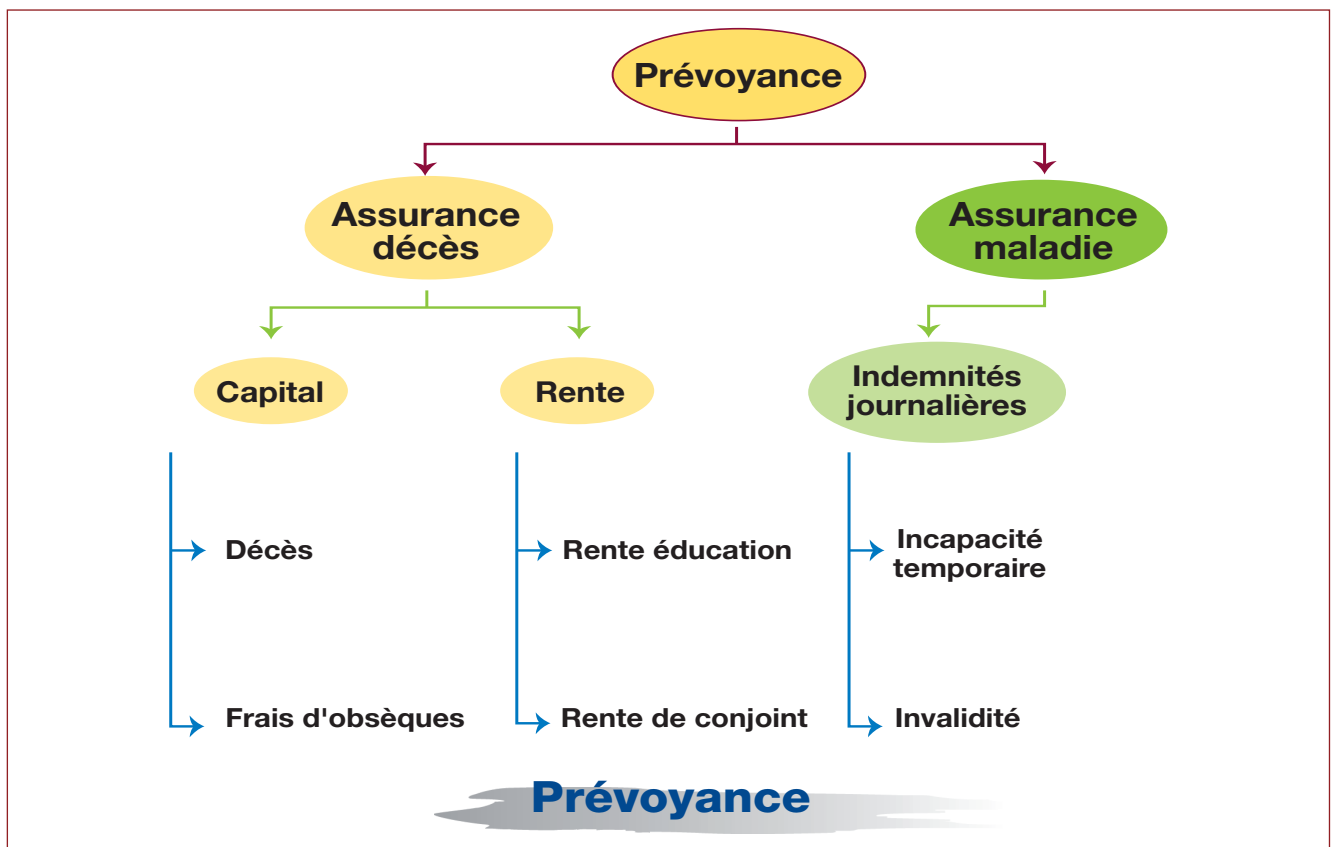 Prévoyance
Assurance
décès
Assurance
maladie
Capital
Rente
Indemnités
journalières
Décès
Rente éducation
Incapacité
temporaire
Frais d'obsèques
Rente de conjoint
Invalidité
Prévoyance